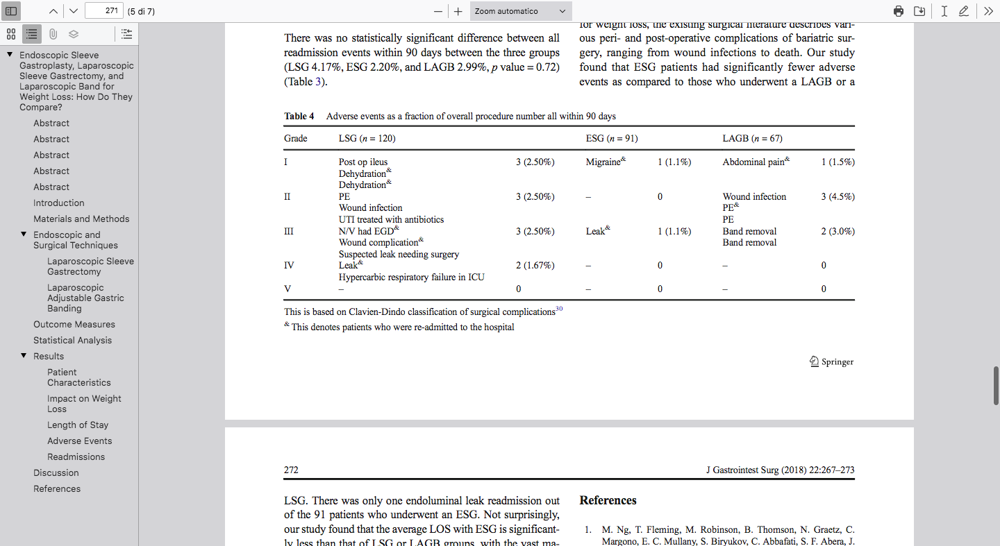 271 (5 di 7)
Zoom automatico
Endoscopic Sleeve
Gastroplasty, Laparoscopic
Sleeve Gastrectomy, and
Laparoscopic Band for
Weight Loss: How Do They
Compare?
Abstract
Abstract
Abstract
Abstract
Abstract
Introduction
Materials and Methods
Endoscopic and
Surgical Techniques
Laparoscopic Sleeve
Gastrectomy
Laparoscopic
Adjustable Gastric
Banding
Outcome Measures
Statistical Analysis
Results
Patient
Characteristics
Impact on Weight
Loss
Length of Stay
Adverse Events
Readmissions
Discussion
References
There was no statistically significant difference between all
readmission events within 90 days between the three groups
(LSG 4.17%, ESG 2.20%, and LAGB 2.99%, p value = 0.72)
(Table 3).
for weight loss, the existing surgical literature describes vari-
ous peri- and post-operative complications of bariatric sur-
gery, ranging from wound infections to death. Our study
found that ESG patients had significantly fewer adverse
events as compared to those who underwent a LAGB or a
Table 4 Adverse events as a fraction of overall procedure number all within 90 days
Grade LSG (n = 120) ESG (n = 91) LAGB (n = 67)
I Post op ileus 3 (2.50%) Migraine& 1 (1.1%) Abdominal pain& 1 (1.5%)
Dehydration&
Dehydration&
II PE 3 (2.50%) – 0 Wound infection 3 (4.5%)
Wound infection PE&
UTI treated with antibiotics PE
III N/V had EGD& 3 (2.50%) Leak& 1 (1.1%) Band removal 2 (3.0%)
Wound complication& Band removal
Suspected leak needing surgery
IV Leak& 2 (1.67%) – 0 – 0
Hypercarbic respiratory failure in ICU
V – 0 – 0 – 0
This is based on Clavien-Dindo classification of surgical complications30
& This denotes patients who were re-admitted to the hospital
Springer
272 J Gastrointest Surg (2018) 22:267–273
LSG. There was only one endoluminal leak readmission out
of the 91 patients who underwent an ESG. Not surprisingly,
our study found that the average LOS with ESG is significant-
ly less than that of LSG or LAGB groups, with the vast ma-
References
1. M. Ng, T. Fleming, M. Robinson, B. Thomson, N. Graetz, C.
Margono, E. C. Mullany, S. Biryukov, C. Abbafati, S. F. Abera, J.